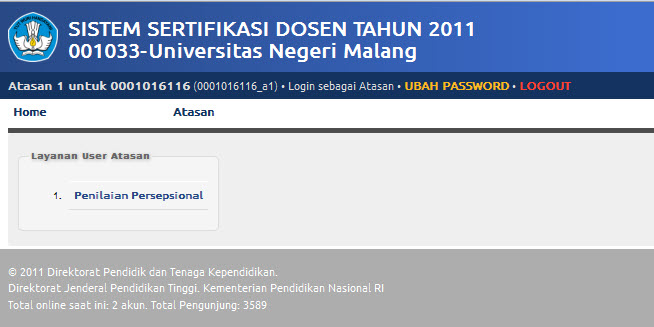 SISTEM SERTIFIKASI DOSEN TAHUN 2011
001033-Universitas Negeri Malang
Atasan 1 untuk 0001016116 (0001016116_a1) • Login sebagai Atasan • UBAH PASSWORD • LOGOUT
Home Atasan
Layanan User Atasan
1. Penilaian Persepsional
© 2011 Direktorat Pendidik dan Tenaga Kependidikan.
Direktorat Jenderal Pendidikan Tinggi. Kementerian Pendidikan Nasional RI
Total online saat ini: 2 akun. Total Pengunjung: 3589